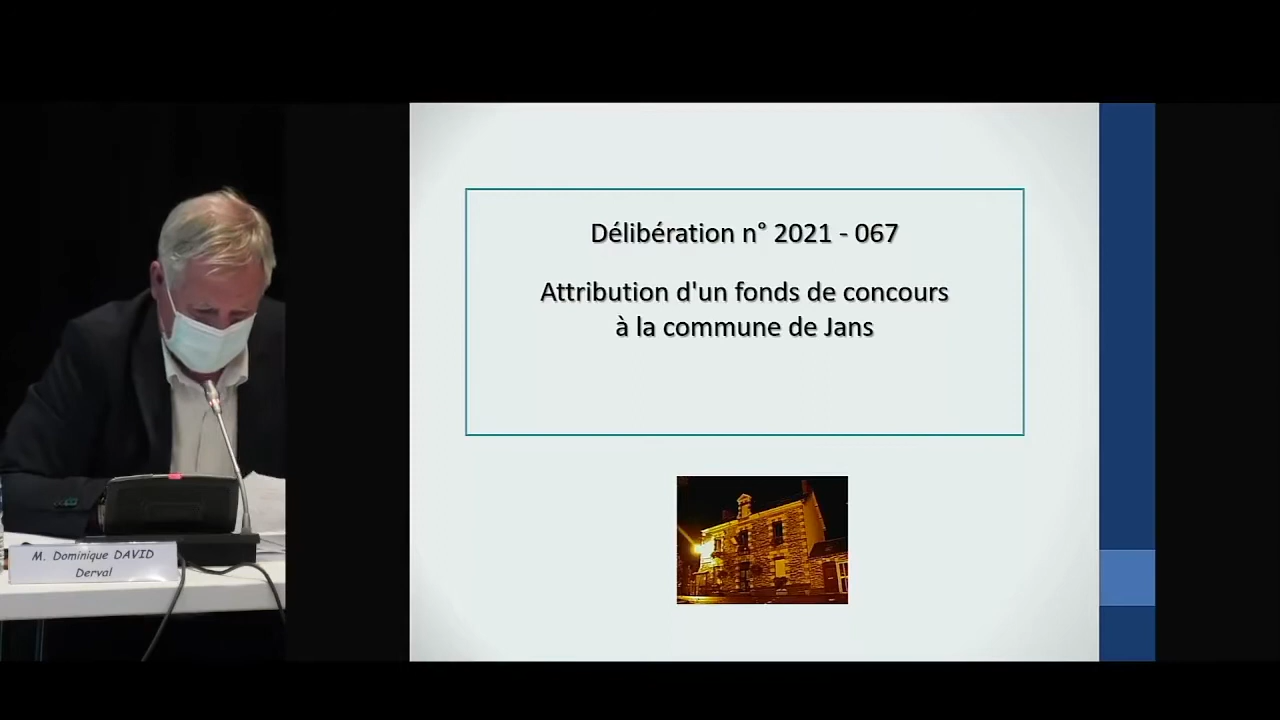 Délibération n° 2021 - 067
Attribution d'un fonds de concours
à la commune de Jans
M. Dominique DAVID
Derval